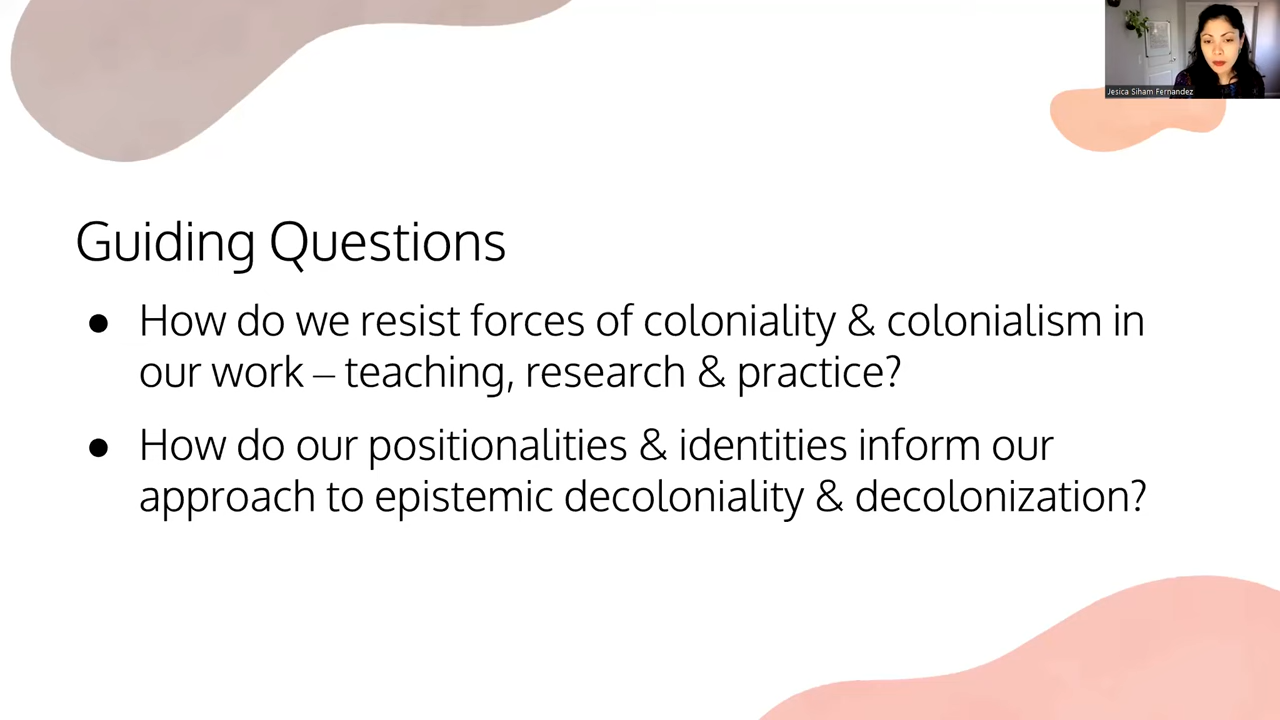 Jesica Siham Fernandez
Guiding Questions
● How do we resist forces of coloniality & colonialism in
our work – teaching, research & practice?
● How do our positionalities & identities inform our
approach to epistemic decoloniality & decolonization?